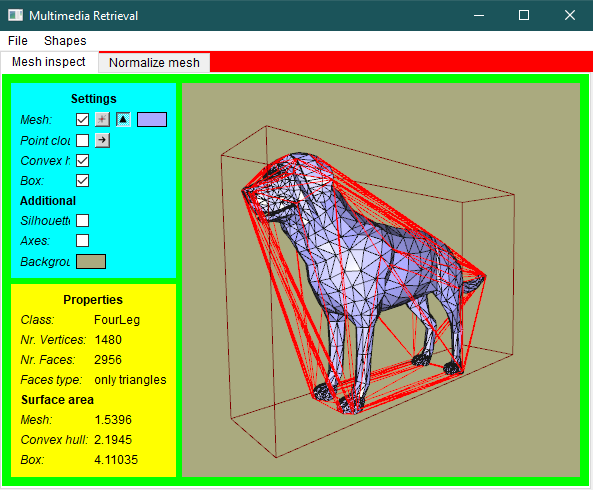 Multimedia Retrieval
File Shapes
Mesh inspect Normalize mesh
Settings
Mesh:
Point clou
Convex h
Box:
Additional
Silhouette
Axes:
Backgrou
Properties
Class: FourLeg
Nr. Vertices: 1480
Nr. Faces: 2956
Faces type: only triangles
Surface area
Mesh: 1.5396
Convex hull: 2.1945
Box: 4.11035